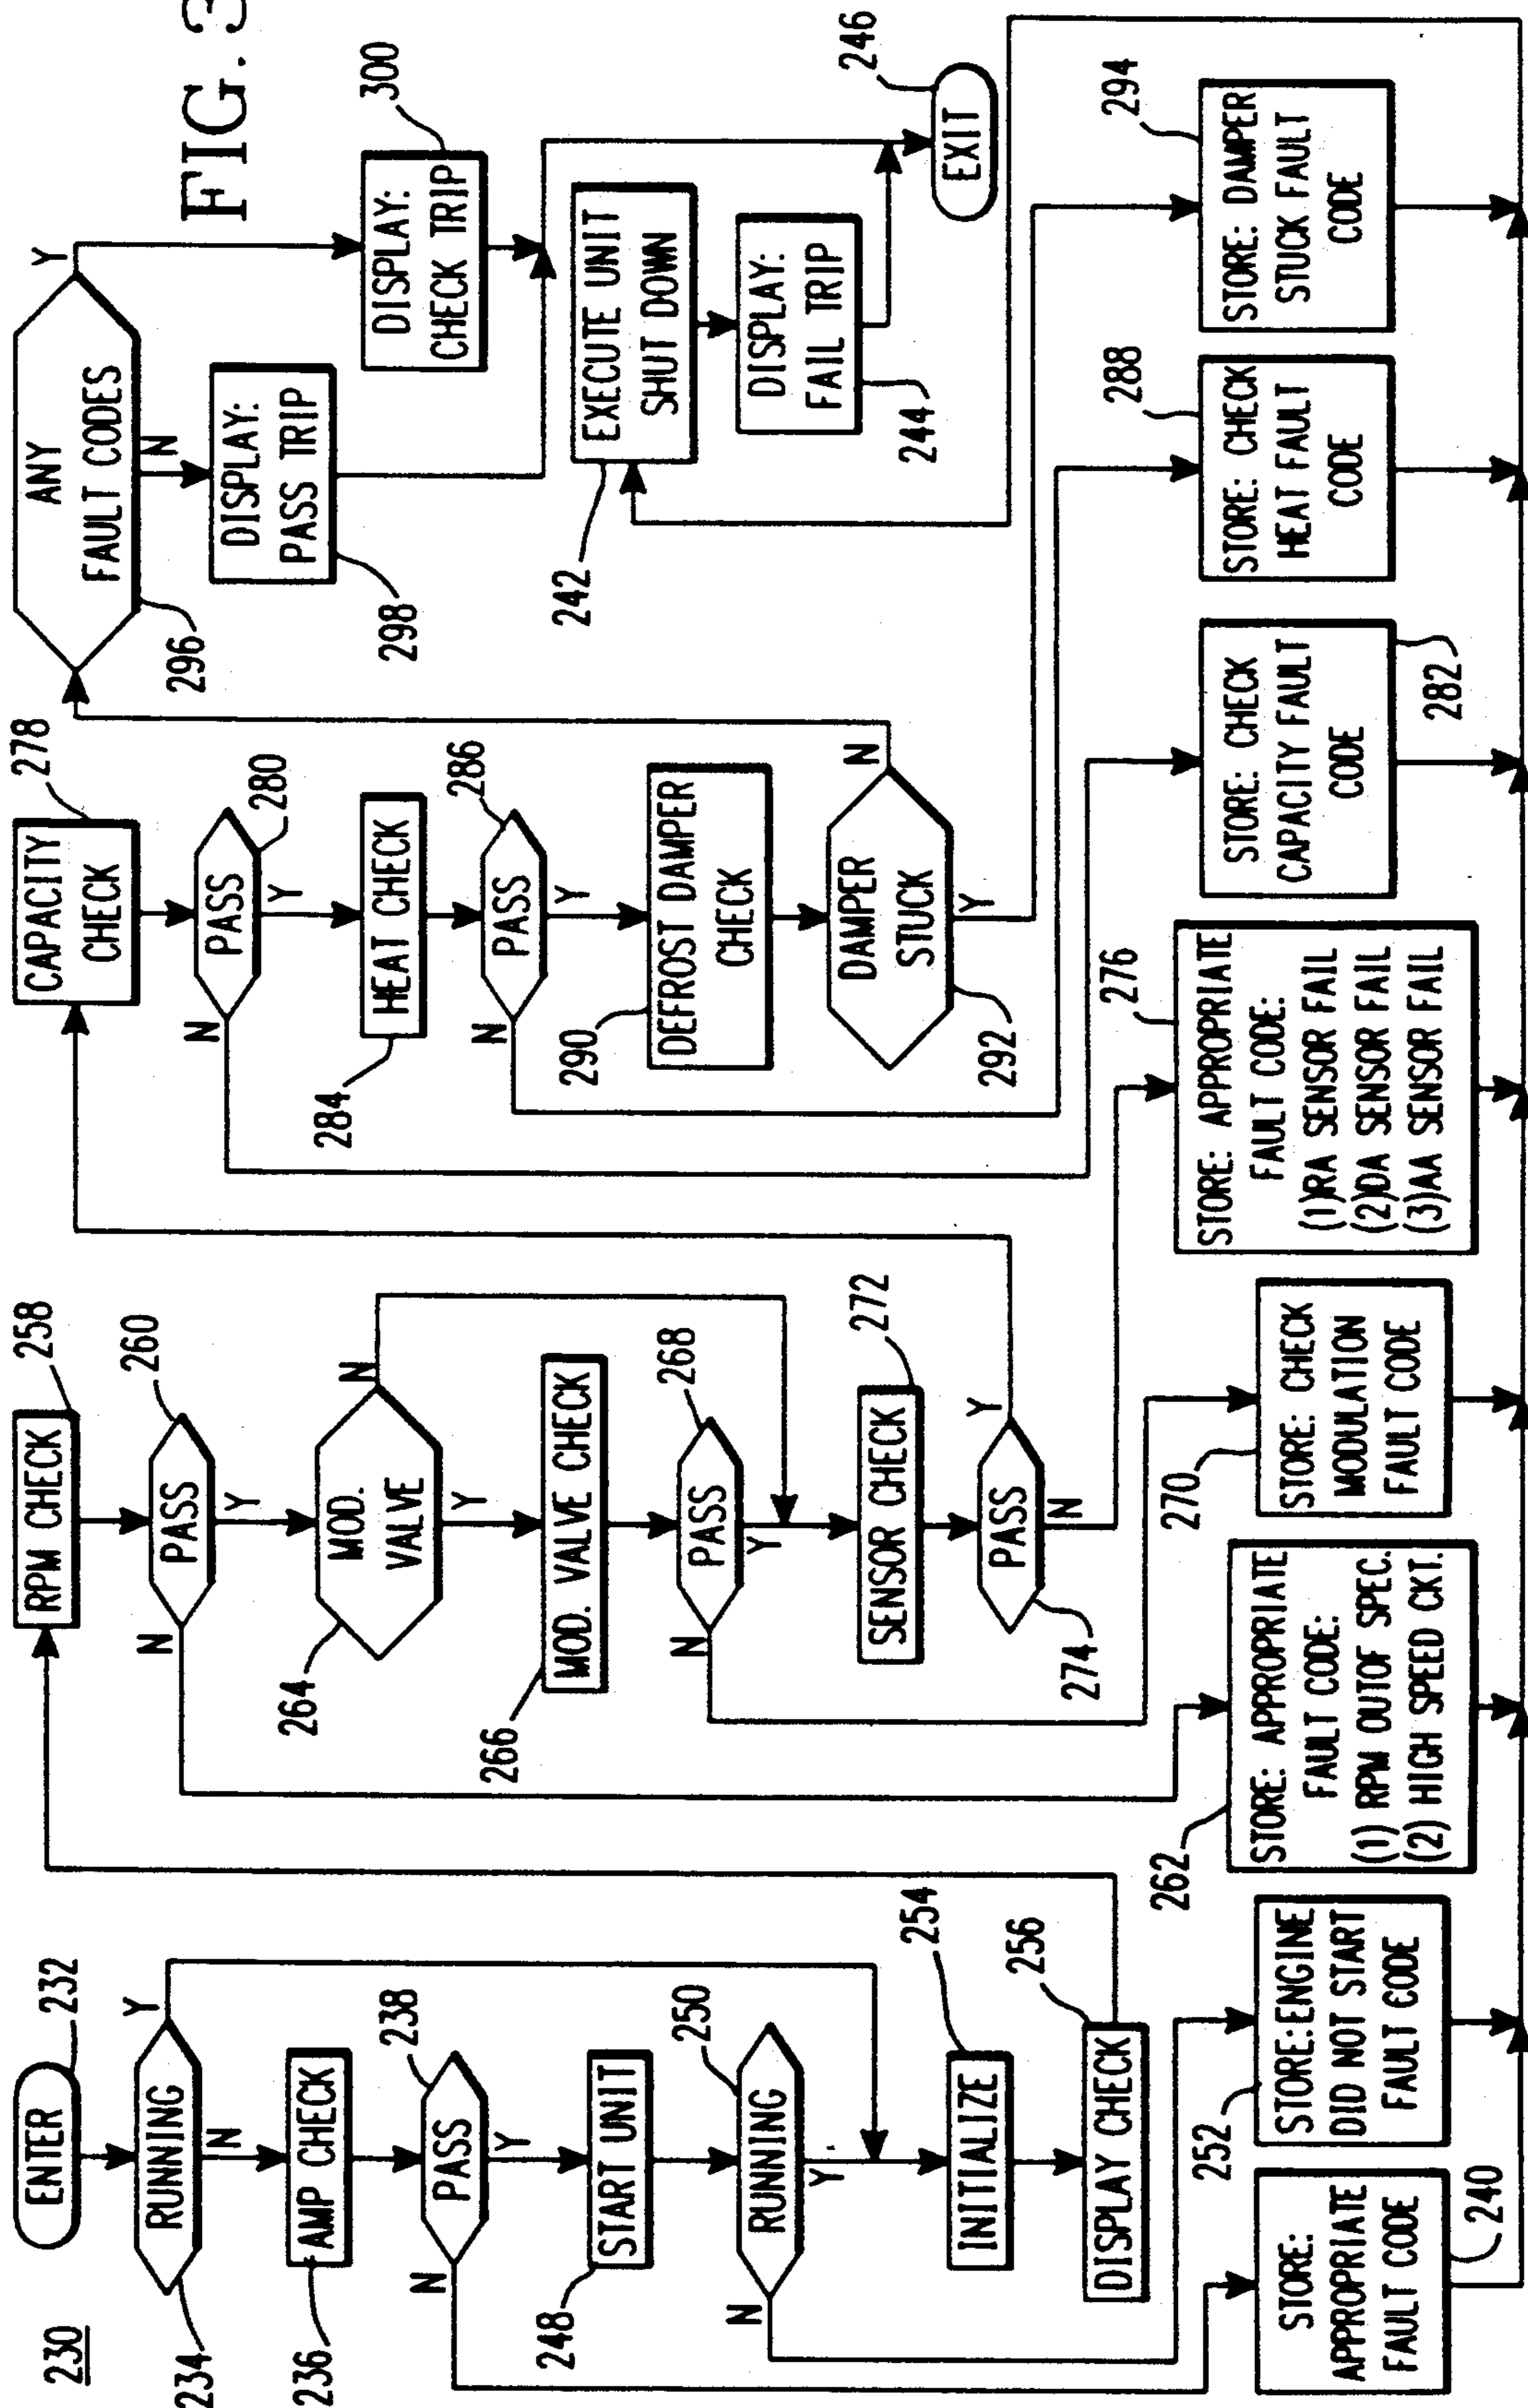 FIG. 3
230
ENTER
232
RUNNING
234
Y
N
AMP CHECK
236
PASS
238
N
Y
START UNIT
248
RUNNING
250
N
Y
INITIALIZE
254
DISPLAY CHECK
256
STORE:
APPROPRIATE
FAULT CODE
240
STORE:ENGINE
DID NOT START
FAULT CODE
252
RPM CHECK
258
PASS
260
N
Y
MOD.
VALVE
264
N
Y
MOD. VALVE CHECK
266
PASS
268
N
Y
SENSOR CHECK
272
PASS
274
Y
N
STORE: APPROPRIATE
FAULT CODE:
(1) RPM OUTOF SPEC.
(2) HIGH SPEED CKT.
262
STORE: CHECK
MODULATION
FAULT CODE
270
STORE: APPROPRIATE
FAULT CODE:
(1)RA SENSOR FAIL
(2)DA SENSOR FAIL
(3)AA SENSOR FAIL
276
CAPACITY
CHECK
278
PASS
280
N
Y
HEAT CHECK
284
PASS
286
N
Y
DEFROST DAMPER
CHECK
290
DAMPER
STUCK
292
N
Y
STORE: CHECK
CAPACITY FAULT
CODE
282
STORE: CHECK
HEAT FAULT
CODE
288
STORE: DAMPER
STUCK FAULT
CODE
294
ANY
FAULT CODES
296
Y
N
DISPLAY:
PASS TRIP
298
DISPLAY:
CHECK TRIP
300
EXECUTE UNIT
SHUT DOWN
242
DISPLAY:
FAIL TRIP
244
EXIT
246